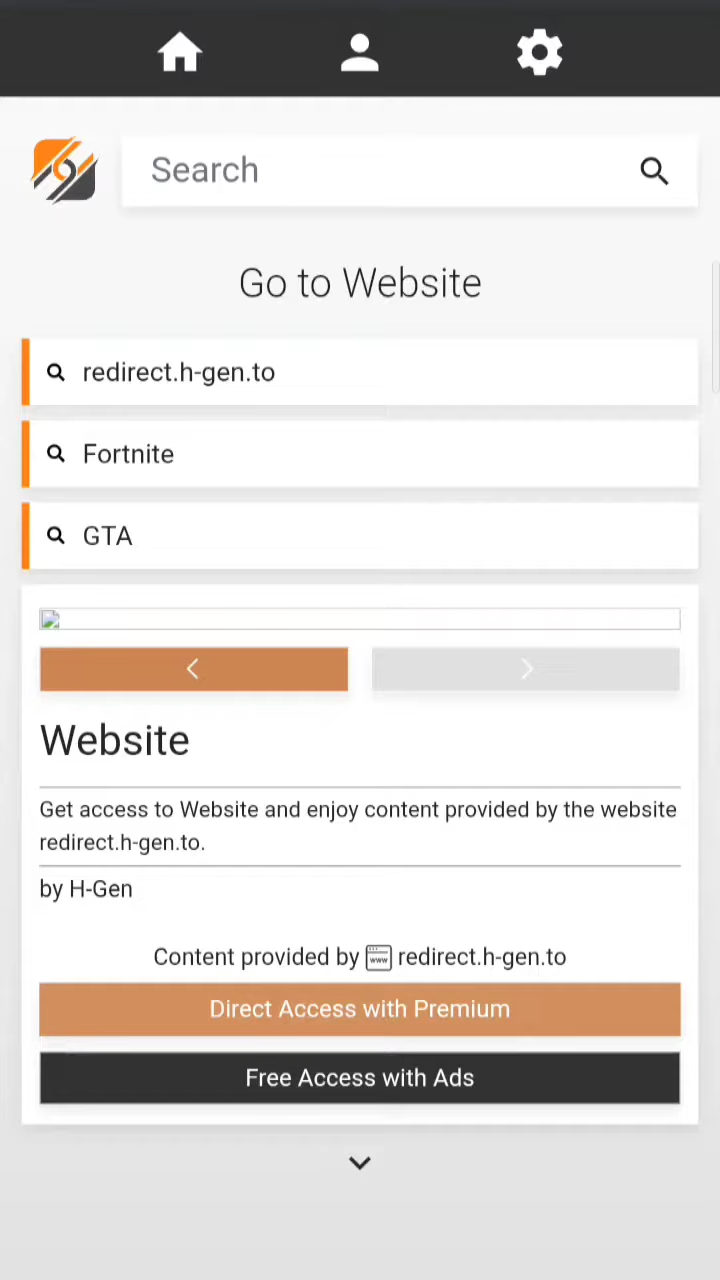 Search
Go to Website
redirect.h-gen.to
Fortnite
GTA
Website
Get access to Website and enjoy content provided by the website
redirect.h-gen.to.
by H-Gen
Content provided by www redirect.h-gen.to
Direct Access with Premium
Free Access with Ads